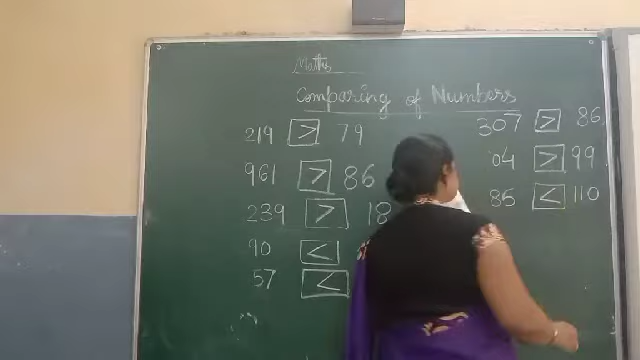 Maths
Comparing of Numbers
219 > 79
961 > 86
239 > 18
90 <
57 <
307 > 86
04 > 99
85 < 110